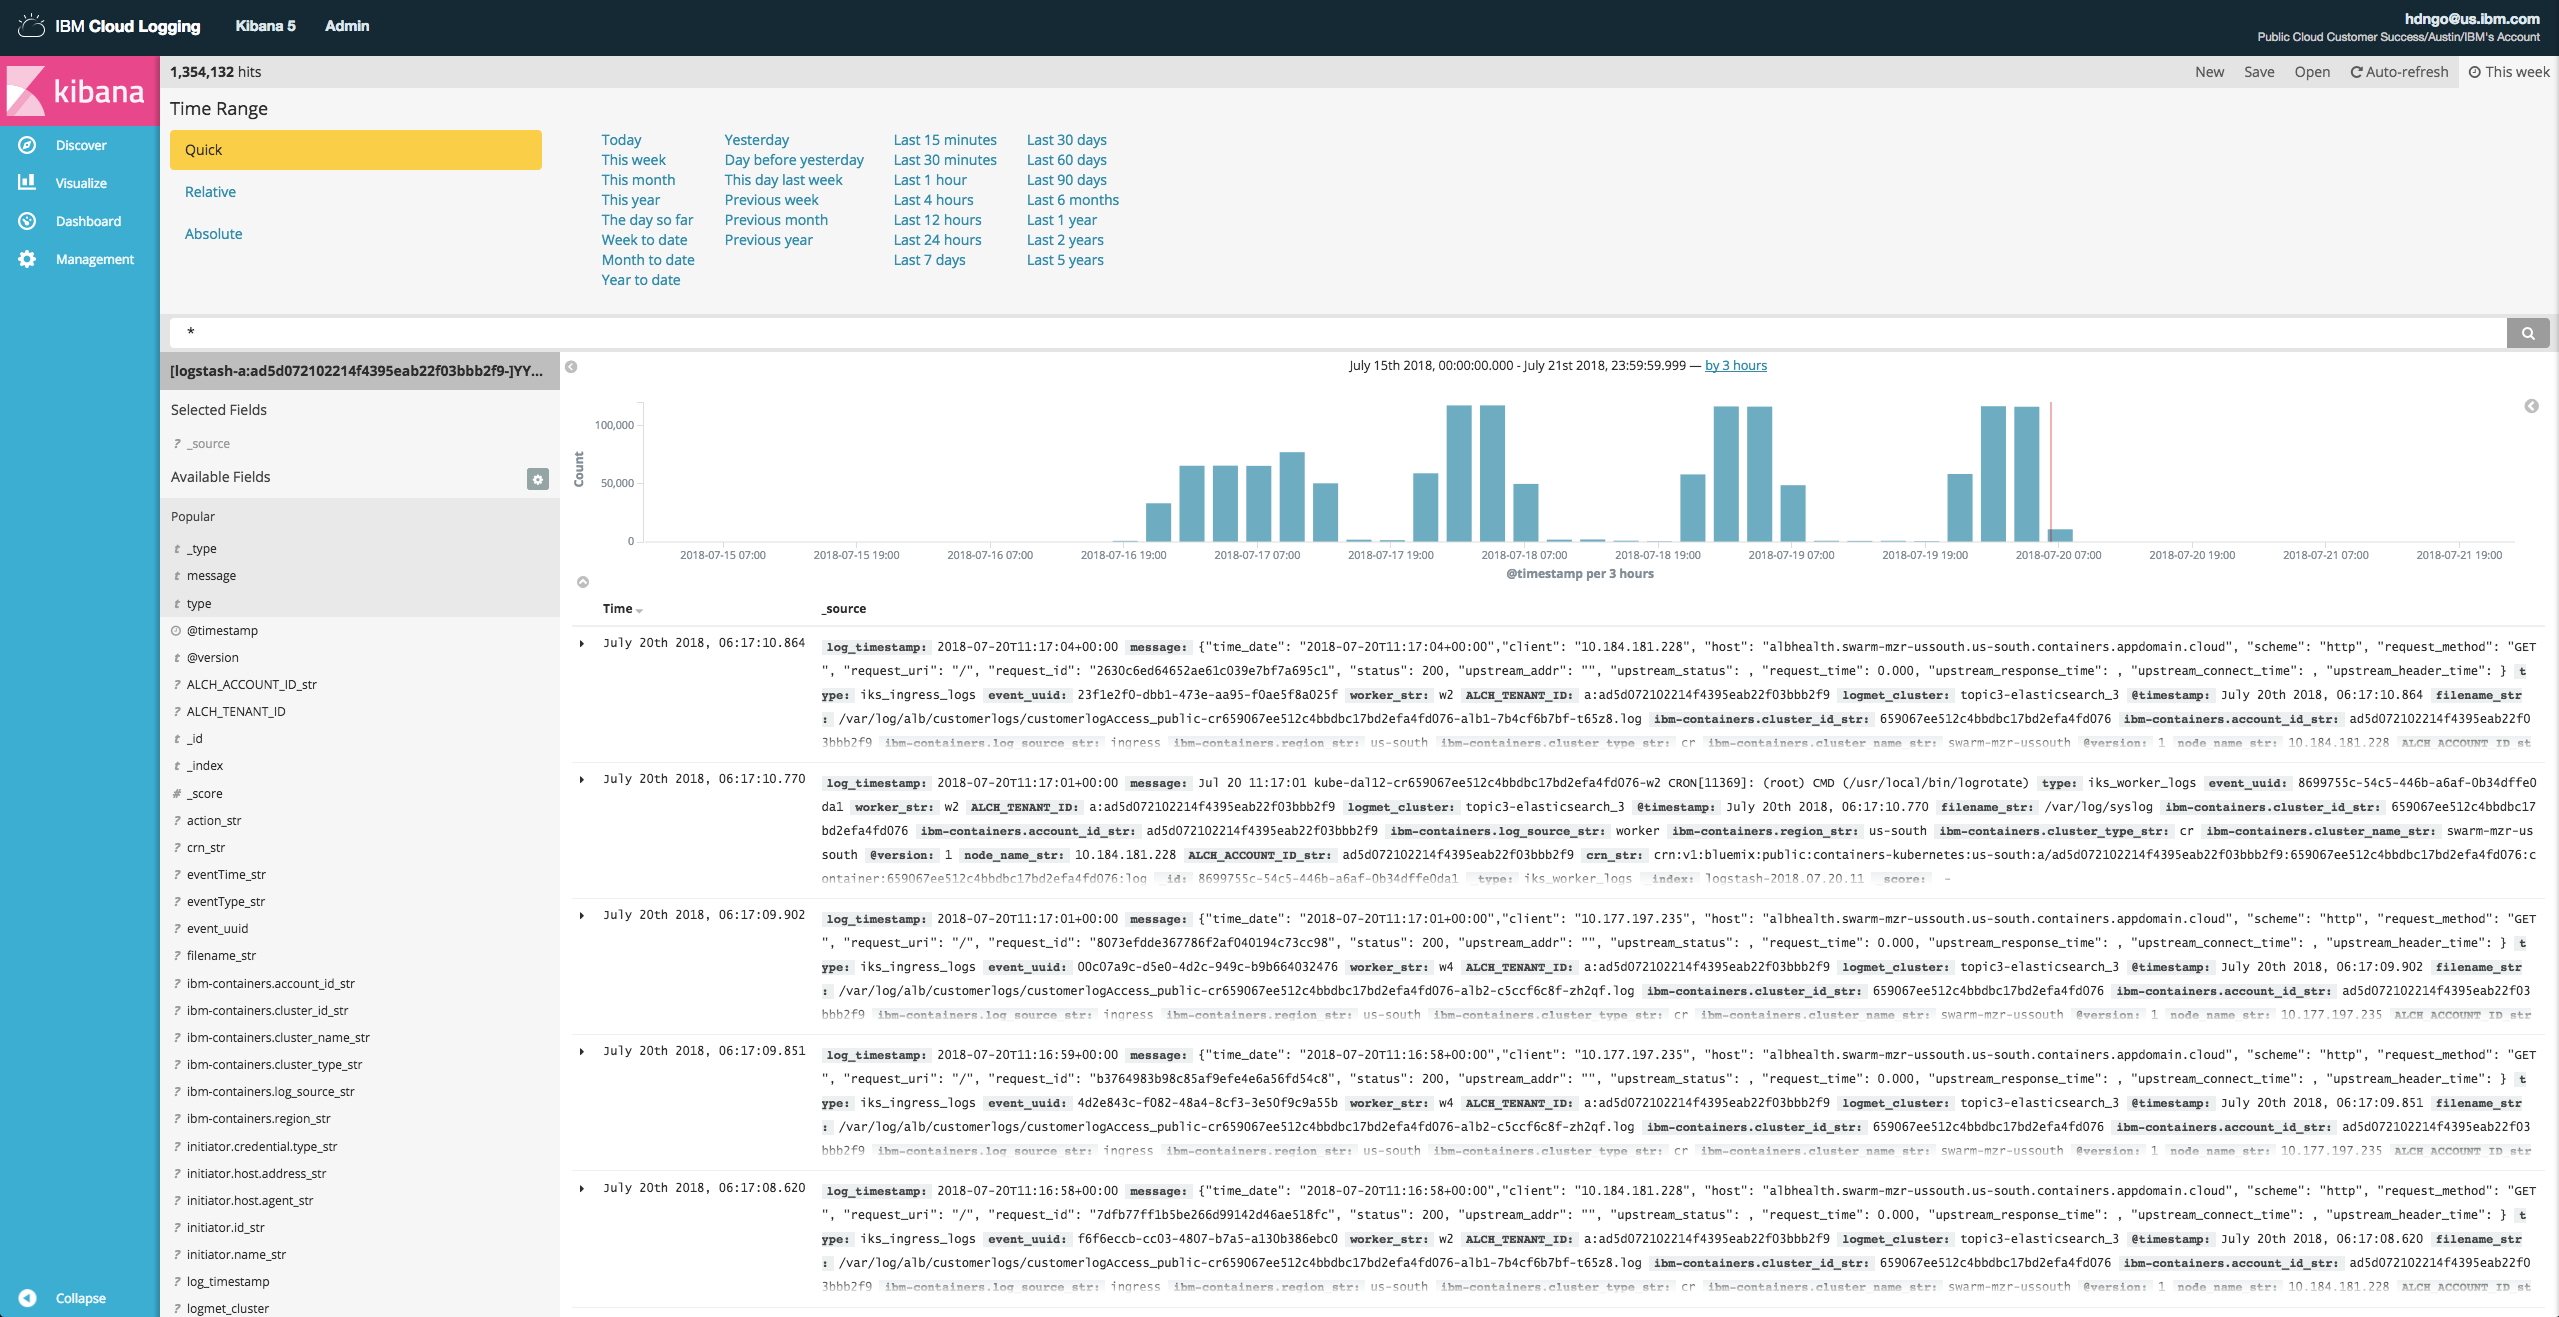 IBM Cloud Logging Kibana 5 Admin
hdngo@us.ibm.com
Public Cloud Customer Success/Austin/IBM's Account
kibana
Discover
Visualize
Dashboard
Management
Collapse
1,354,132 hits
New Save Open Auto-refresh This week
Time Range
Quick
Relative
Absolute
Today Yesterday Last 15 minutes Last 30 days
This week Day before yesterday Last 30 minutes Last 60 days
This month This day last week Last 1 hour Last 90 days
This year Previous week Last 4 hours Last 6 months
The day so far Previous month Last 12 hours Last 1 year
Week to date Previous year Last 24 hours Last 2 years
Month to date Last 7 days Last 5 years
Year to date
*
[logstash-a:ad5d072102214f4395eab22f03bbb2f9-]YY...
Selected Fields
? _source
Available Fields
Popular
t _type
t message
t type
@timestamp
t @version
? ALCH_ACCOUNT_ID_str
? ALCH_TENANT_ID
t _id
t _index
# _score
? action_str
? crn_str
? eventTime_str
? eventType_str
? event_uuid
? filename_str
? ibm-containers.account_id_str
? ibm-containers.cluster_id_str
? ibm-containers.cluster_name_str
? ibm-containers.cluster_type_str
? ibm-containers.log_source_str
? ibm-containers.region_str
? initiator.credential.type_str
? initiator.host.address_str
? initiator.host.agent_str
? initiator.id_str
? initiator.name_str
? log_timestamp
? logmet_cluster
July 15th 2018, 00:00:00.000 - July 21st 2018, 23:59:59.999 — by 3 hours
Count
100,000
50,000
0
2018-07-15 07:00 2018-07-15 19:00 2018-07-16 07:00 2018-07-16 19:00 2018-07-17 07:00 2018-07-17 19:00 2018-07-18 07:00 2018-07-18 19:00 2018-07-19 07:00 2018-07-19 19:00 2018-07-20 07:00 2018-07-20 19:00 2018-07-21 07:00 2018-07-21 19:00
@timestamp per 3 hours
Time _source
July 20th 2018, 06:17:10.864 log_timestamp: 2018-07-20T11:17:04+00:00 message: {"time_date": "2018-07-20T11:17:04+00:00","client": "10.184.181.228", "host": "albhealth.swarm-mzr-ussouth.us-south.containers.appdomain.cloud", "scheme": "http", "request_method": "GET
", "request_uri": "/", "request_id": "2630c6ed64652ae61c039e7bf7a695c1", "status": 200, "upstream_addr": "", "upstream_status": , "request_time": 0.000, "upstream_response_time": , "upstream_connect_time": , "upstream_header_time": } t
ype: iks_ingress_logs event_uuid: 23f1e2f0-dbb1-473e-aa95-f0ae5f8a025f worker_str: w2 ALCH_TENANT_ID: a:ad5d072102214f4395eab22f03bbb2f9 logmet_cluster: topic3-elasticsearch_3 @timestamp: July 20th 2018, 06:17:10.864 filename_str
: /var/log/alb/customerlogs/customerlogAccess_public-cr659067ee512c4bbdbc17bd2efa4fd076-alb1-7b4cf6b7bf-t65z8.log ibm-containers.cluster_id_str: 659067ee512c4bbdbc17bd2efa4fd076 ibm-containers.account_id_str: ad5d072102214f4395eab22f0
3bbb2f9 ibm-containers.log_source_str: ingress ibm-containers.region_str: us-south ibm-containers.cluster_type_str: cr ibm-containers.cluster_name_str: swarm-mzr-ussouth @version: 1 node_name_str: 10.184.181.228 ALCH_ACCOUNT_ID_st
July 20th 2018, 06:17:10.770 log_timestamp: 2018-07-20T11:17:01+00:00 message: Jul 20 11:17:01 kube-dal12-cr659067ee512c4bbdbc17bd2efa4fd076-w2 CRON[11369]: (root) CMD (/usr/local/bin/logrotate) type: iks_worker_logs event_uuid: 8699755c-54c5-446b-a6af-0b34dffe0
da1 worker_str: w2 ALCH_TENANT_ID: a:ad5d072102214f4395eab22f03bbb2f9 logmet_cluster: topic3-elasticsearch_3 @timestamp: July 20th 2018, 06:17:10.770 filename_str: /var/log/syslog ibm-containers.cluster_id_str: 659067ee512c4bbdbc17
bd2efa4fd076 ibm-containers.account_id_str: ad5d072102214f4395eab22f03bbb2f9 ibm-containers.log_source_str: worker ibm-containers.region_str: us-south ibm-containers.cluster_type_str: cr ibm-containers.cluster_name_str: swarm-mzr-us
south @version: 1 node_name_str: 10.184.181.228 ALCH_ACCOUNT_ID_str: ad5d072102214f4395eab22f03bbb2f9 crn_str: crn:v1:bluemix:public:containers-kubernetes:us-south:a/ad5d072102214f4395eab22f03bbb2f9:659067ee512c4bbdbc17bd2efa4fd076:c
ontainer:659067ee512c4bbdbc17bd2efa4fd076:log _id: 8699755c-54c5-446b-a6af-0b34dffe0da1 _type: iks_worker_logs _index: logstash-2018.07.20.11 _score: -
July 20th 2018, 06:17:09.902 log_timestamp: 2018-07-20T11:17:01+00:00 message: {"time_date": "2018-07-20T11:17:01+00:00","client": "10.177.197.235", "host": "albhealth.swarm-mzr-ussouth.us-south.containers.appdomain.cloud", "scheme": "http", "request_method": "GET
", "request_uri": "/", "request_id": "8073efdde367786f2af040194c73cc98", "status": 200, "upstream_addr": "", "upstream_status": , "request_time": 0.000, "upstream_response_time": , "upstream_connect_time": , "upstream_header_time": } t
ype: iks_ingress_logs event_uuid: 00c07a9c-d5e0-4d2c-949c-b9b664032476 worker_str: w4 ALCH_TENANT_ID: a:ad5d072102214f4395eab22f03bbb2f9 logmet_cluster: topic3-elasticsearch_3 @timestamp: July 20th 2018, 06:17:09.902 filename_str
: /var/log/alb/customerlogs/customerlogAccess_public-cr659067ee512c4bbdbc17bd2efa4fd076-alb2-c5ccf6c8f-zh2qf.log ibm-containers.cluster_id_str: 659067ee512c4bbdbc17bd2efa4fd076 ibm-containers.account_id_str: ad5d072102214f4395eab22f03
bbb2f9 ibm-containers.log_source_str: ingress ibm-containers.region_str: us-south ibm-containers.cluster_type_str: cr ibm-containers.cluster_name_str: swarm-mzr-ussouth @version: 1 node_name_str: 10.177.197.235 ALCH_ACCOUNT_ID_str
July 20th 2018, 06:17:09.851 log_timestamp: 2018-07-20T11:16:59+00:00 message: {"time_date": "2018-07-20T11:16:58+00:00","client": "10.177.197.235", "host": "albhealth.swarm-mzr-ussouth.us-south.containers.appdomain.cloud", "scheme": "http", "request_method": "GET
", "request_uri": "/", "request_id": "b3764983b98c85af9efe4e6a56fd54c8", "status": 200, "upstream_addr": "", "upstream_status": , "request_time": 0.000, "upstream_response_time": , "upstream_connect_time": , "upstream_header_time": } t
ype: iks_ingress_logs event_uuid: 4d2e843c-f082-48a4-8cf3-3e50f9c9a55b worker_str: w4 ALCH_TENANT_ID: a:ad5d072102214f4395eab22f03bbb2f9 logmet_cluster: topic3-elasticsearch_3 @timestamp: July 20th 2018, 06:17:09.851 filename_str
: /var/log/alb/customerlogs/customerlogAccess_public-cr659067ee512c4bbdbc17bd2efa4fd076-alb2-c5ccf6c8f-zh2qf.log ibm-containers.cluster_id_str: 659067ee512c4bbdbc17bd2efa4fd076 ibm-containers.account_id_str: ad5d072102214f4395eab22f03
bbb2f9 ibm-containers.log_source_str: ingress ibm-containers.region_str: us-south ibm-containers.cluster_type_str: cr ibm-containers.cluster_name_str: swarm-mzr-ussouth @version: 1 node_name_str: 10.177.197.235 ALCH_ACCOUNT_ID_str
July 20th 2018, 06:17:08.620 log_timestamp: 2018-07-20T11:16:58+00:00 message: {"time_date": "2018-07-20T11:16:58+00:00","client": "10.184.181.228", "host": "albhealth.swarm-mzr-ussouth.us-south.containers.appdomain.cloud", "scheme": "http", "request_method": "GET
", "request_uri": "/", "request_id": "7dfb77ff1b5be266d99142d46ae518fc", "status": 200, "upstream_addr": "", "upstream_status": , "request_time": 0.000, "upstream_response_time": , "upstream_connect_time": , "upstream_header_time": } t
ype: iks_ingress_logs event_uuid: f6f6eccb-cc03-4807-b7a5-a130b386ebc0 worker_str: w2 ALCH_TENANT_ID: a:ad5d072102214f4395eab22f03bbb2f9 logmet_cluster: topic3-elasticsearch_3 @timestamp: July 20th 2018, 06:17:08.620 filename_str
: /var/log/alb/customerlogs/customerlogAccess_public-cr659067ee512c4bbdbc17bd2efa4fd076-alb1-7b4cf6b7bf-t65z8.log ibm-containers.cluster_id_str: 659067ee512c4bbdbc17bd2efa4fd076 ibm-containers.account_id_str: ad5d072102214f4395eab22f0
3bbb2f9 ibm-containers.log_source_str: ingress ibm-containers.region_str: us-south ibm-containers.cluster_type_str: cr ibm-containers.cluster_name_str: swarm-mzr-ussouth @version: 1 node_name_str: 10.184.181.228 ALCH_ACCOUNT_ID_st